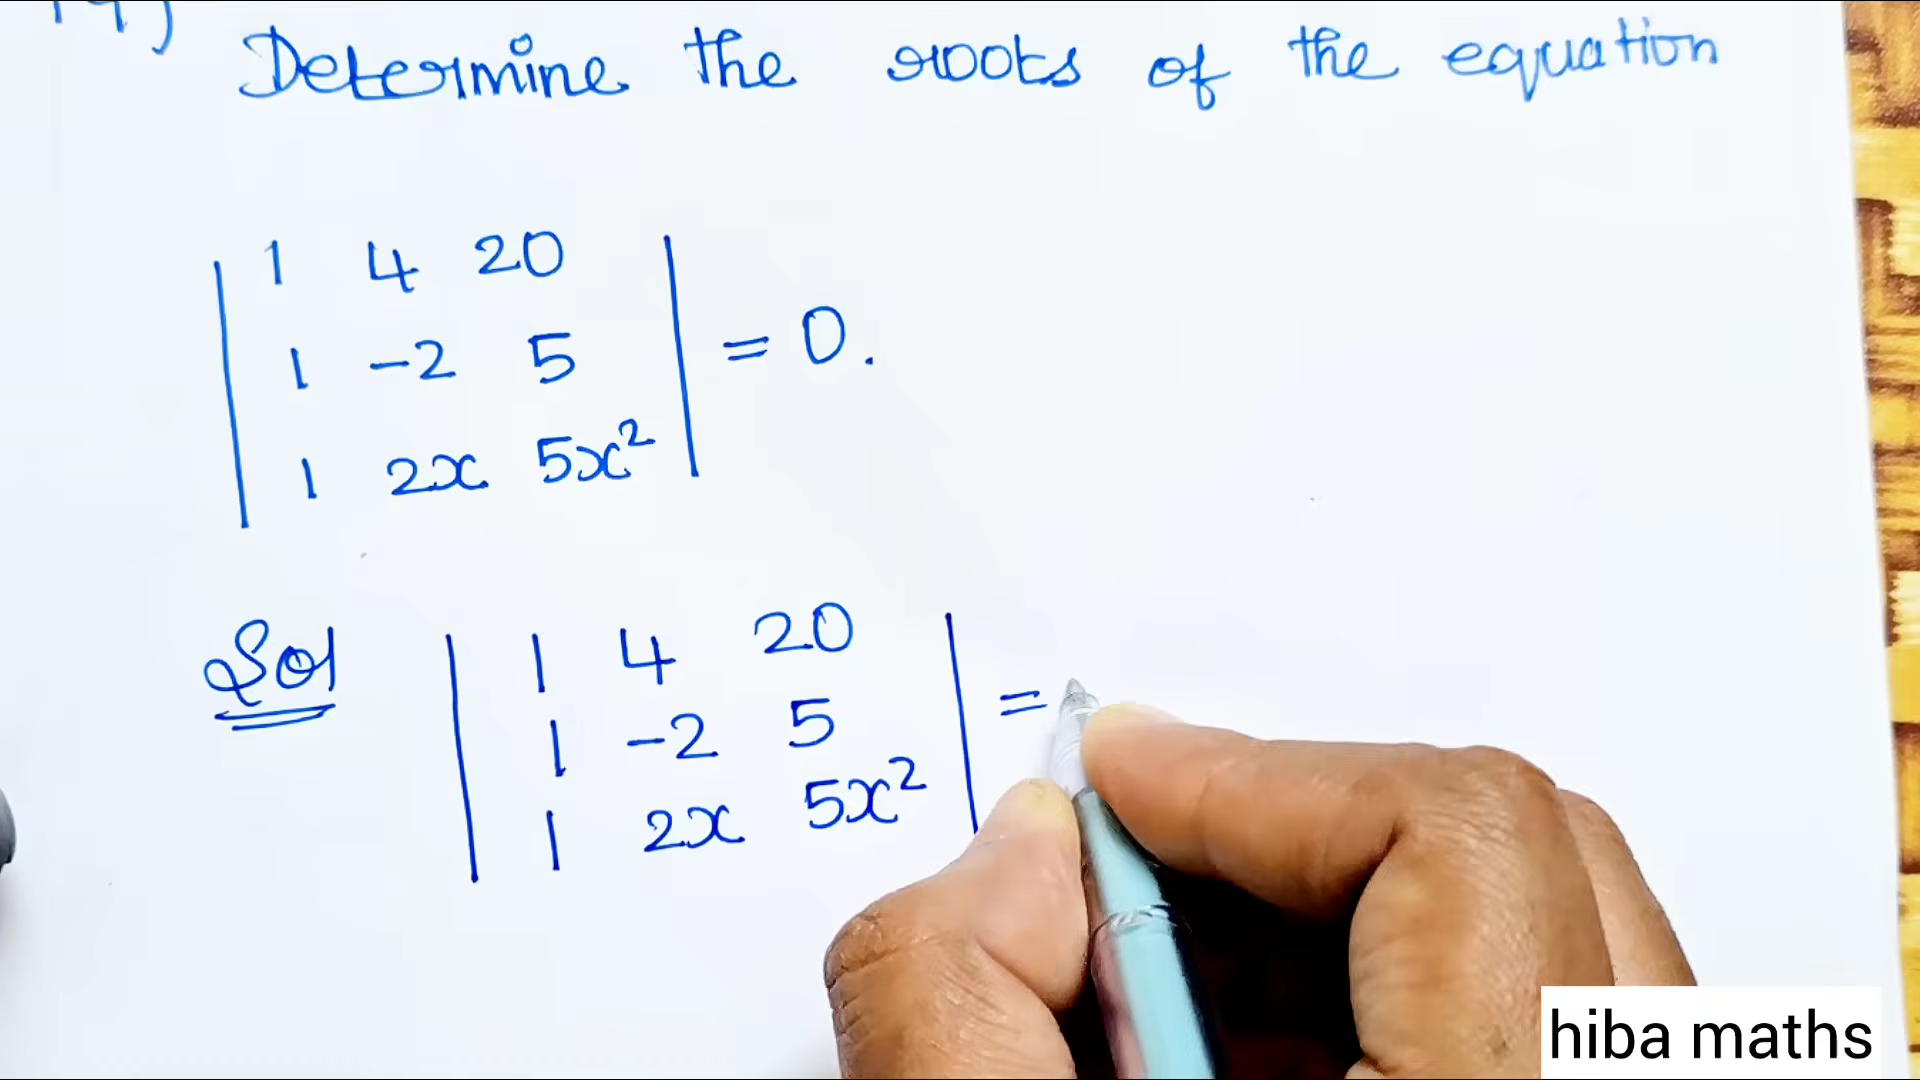 Determine the roots of the equation
1 4 20
1 -2 5 = 0.
1 2x 5x²
Sol
1 4 20
1 -2 5 =
1 2x 5x²
hiba maths